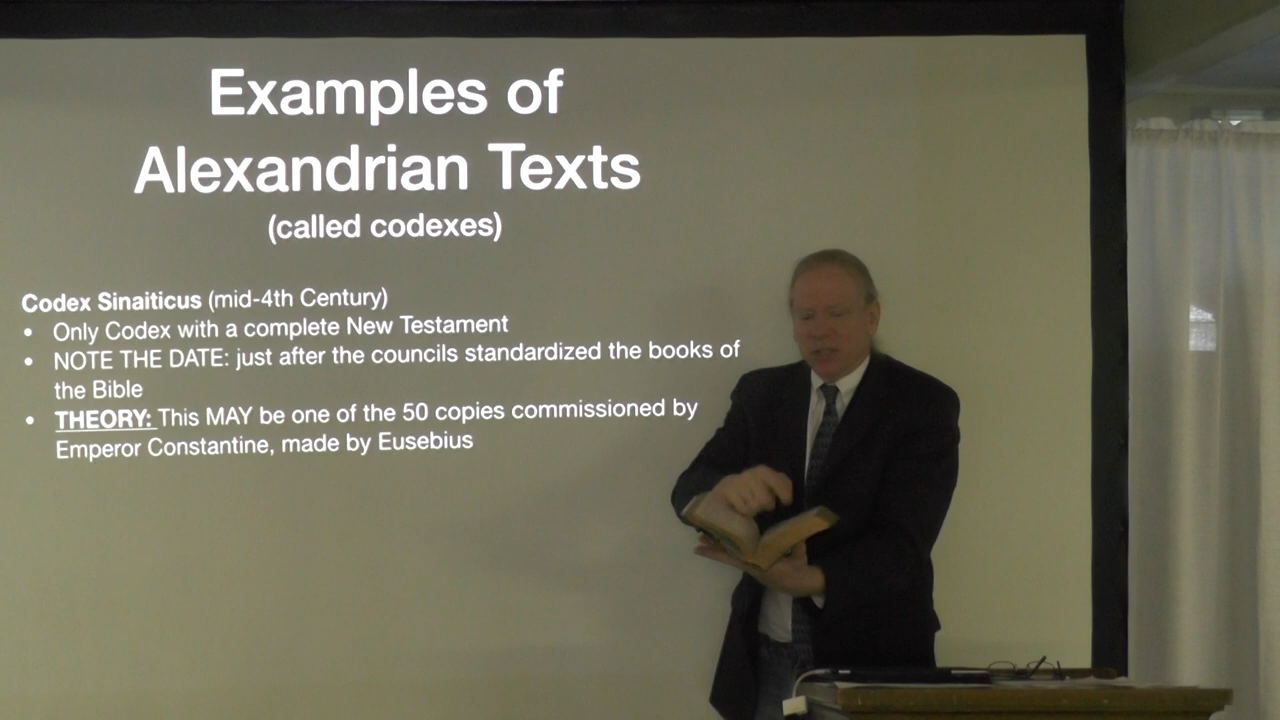 Examples of
Alexandrian Texts
(called codexes)
Codex Sinaiticus (mid-4th Century)
• Only Codex with a complete New Testament
• NOTE THE DATE: just after the councils standardized the books of
the Bible
• THEORY: This MAY be one of the 50 copies commissioned by
Emperor Constantine, made by Eusebius